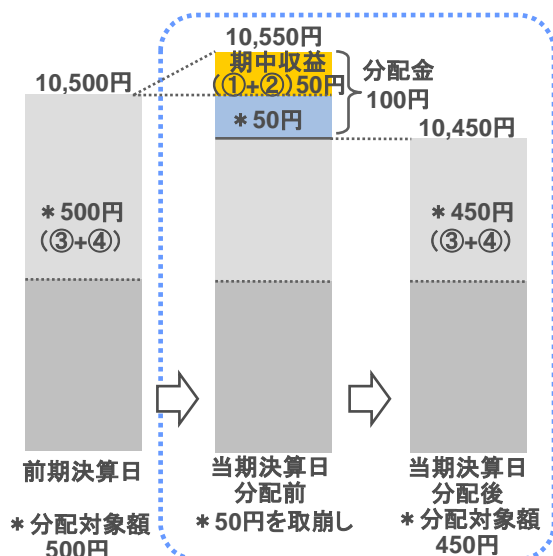 10,500円
＊500円
（③+④）
前期決算日
＊分配対象額
500円
10,550円
期中収益
（①+②）50円
＊50円
分配金
100円
当期決算日
分配前
＊50円を取崩し
10,450円
＊450円
（③+④）
当期決算日
分配後
＊分配対象額
450円